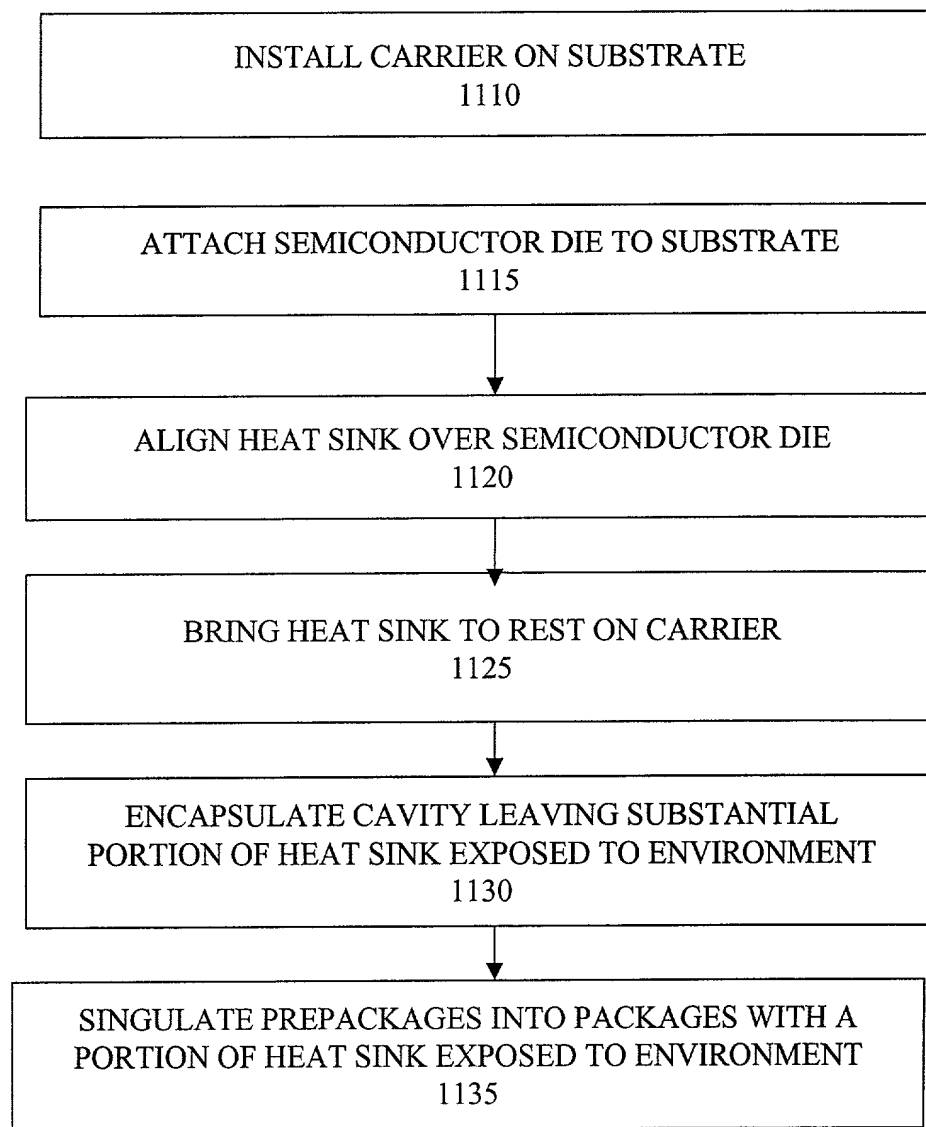 INSTALL CARRIER ON SUBSTRATE
1110
ATTACH SEMICONDUCTOR DIE TO SUBSTRATE
1115
ALIGN HEAT SINK OVER SEMICONDUCTOR DIE
1120
BRING HEAT SINK TO REST ON CARRIER
1125
ENCAPSULATE CAVITY LEAVING SUBSTANTIAL
PORTION OF HEAT SINK EXPOSED TO ENVIRONMENT
1130
SINGULATE PREPACKAGES INTO PACKAGES WITH A
PORTION OF HEAT SINK EXPOSED TO ENVIRONMENT
1135